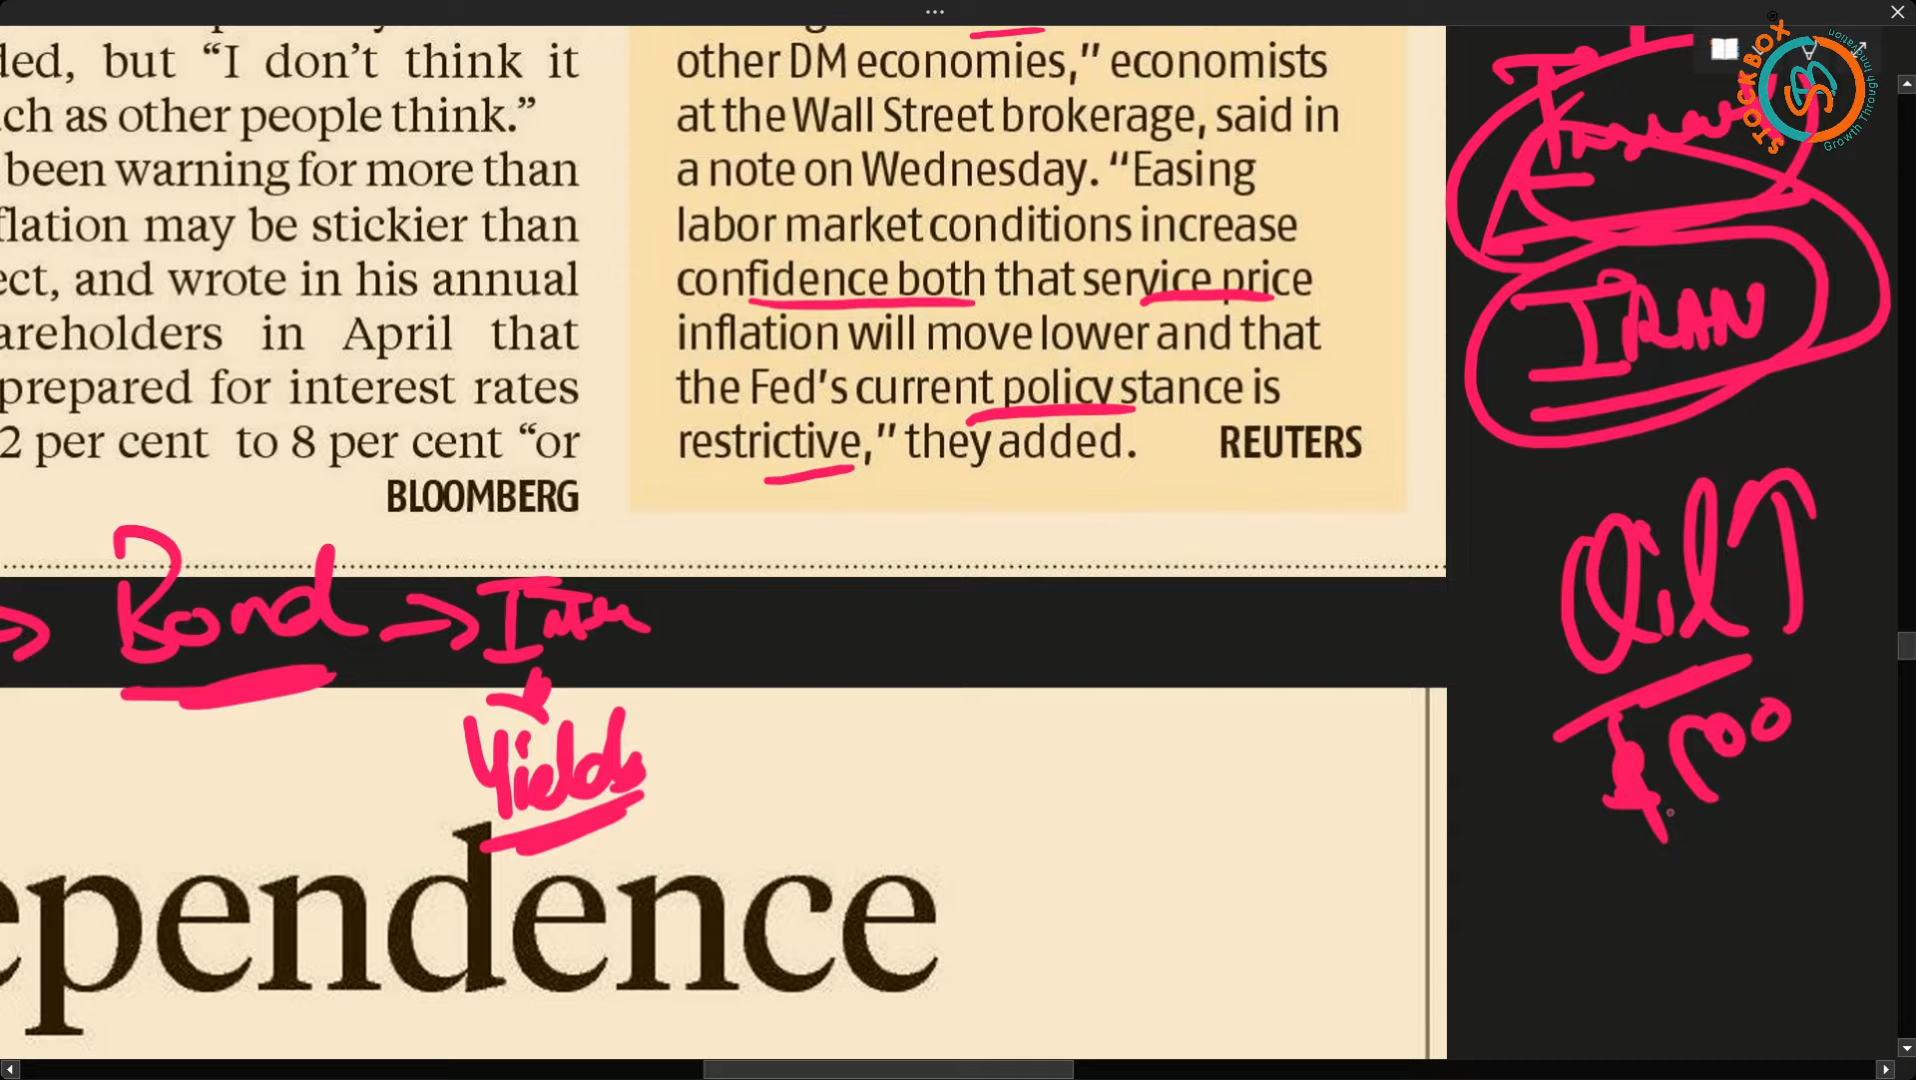 ded, but “I don’t think it
ch as other people think.”
been warning for more than
flation may be stickier than
ect, and wrote in his annual
areholders in April that
prepared for interest rates
2 per cent to 8 per cent “or
BLOOMBERG
other DM economies,” economists
at the Wall Street brokerage, said in
a note on Wednesday. “Easing
labor market conditions increase
confidence both that service price
inflation will move lower and that
the Fed’s current policy stance is
restrictive,” they added. REUTERS
STOCKBOX
Growth Through Innovation
IRAN
Oil ↑
Bond → Inter
Yields
ependence